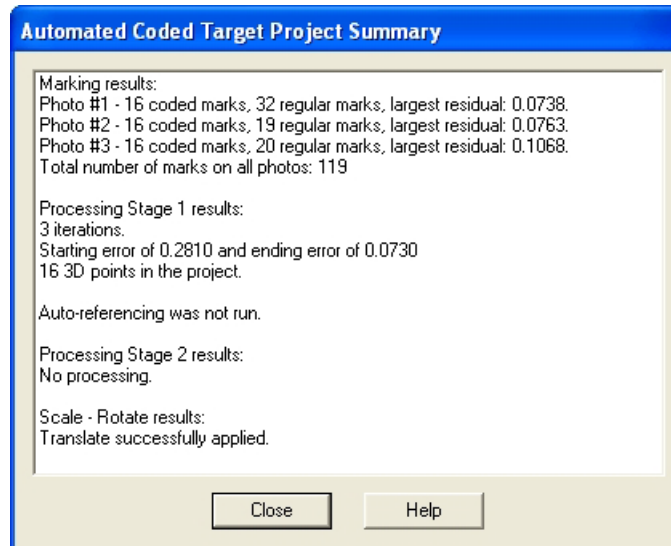 Automated Coded Target Project Summary
Marking results:
Photo #1 - 16 coded marks, 32 regular marks, largest residual: 0.0738.
Photo #2 - 16 coded marks, 19 regular marks, largest residual: 0.0763.
Photo #3 - 16 coded marks, 20 regular marks, largest residual: 0.1068.
Total number of marks on all photos: 119
Processing Stage 1 results:
3 iterations.
Starting error of 0.2810 and ending error of 0.0730
16 3D points in the project.
Auto-referencing was not run.
Processing Stage 2 results:
No processing.
Scale - Rotate results:
Translate successfully applied.
Close
Help